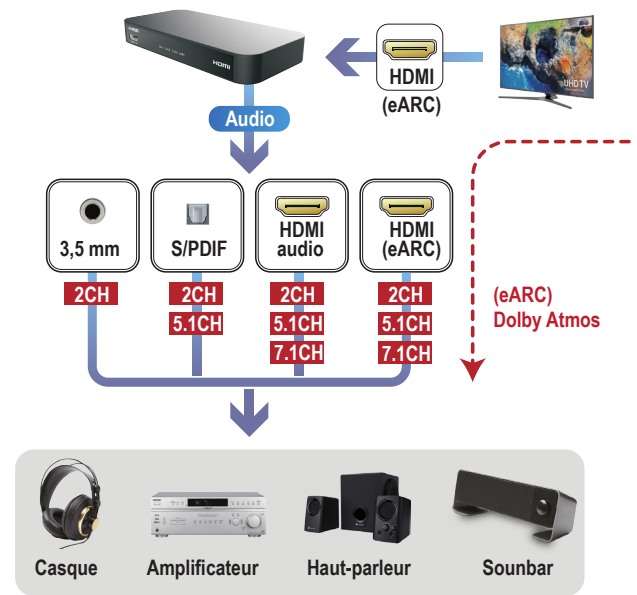 HDMI
HDMI
(eARC)
UHD TV
Audio
3,5 mm
S/PDIF
HDMI
audio
HDMI
(eARC)
2CH
2CH
5.1CH
2CH
5.1CH
7.1CH
2CH
5.1CH
7.1CH
(eARC)
Dolby Atmos
Casque
Amplificateur
Haut-parleur
Sounbar